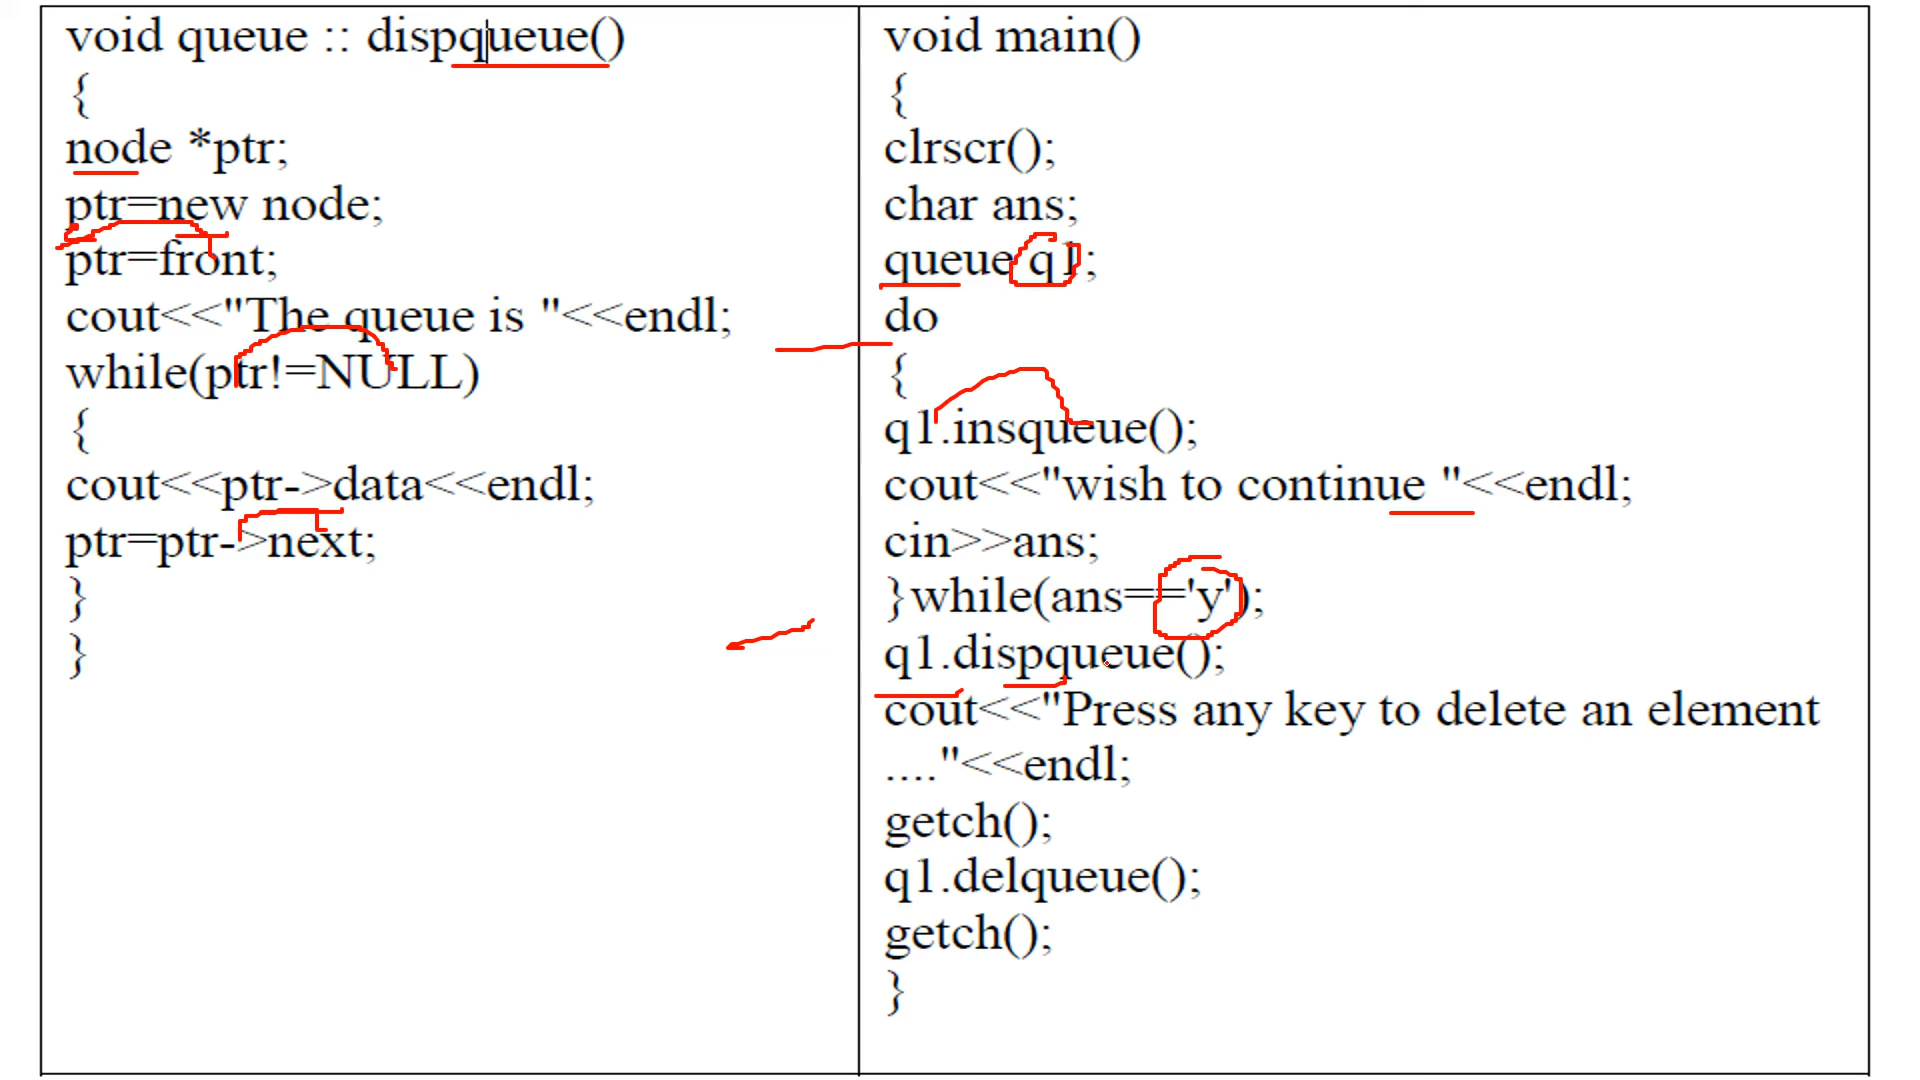 void queue :: dispqueue()
{
node *ptr;
ptr=new node;
ptr=front;
cout<<"The queue is "<<endl;
while(ptr!=NULL)
{
cout<<ptr->data<<endl;
ptr=ptr->next;
}
}
void main()
{
clrscr();
char ans;
queue q1;
do
{
q1.insqueue();
cout<<"wish to continue "<<endl;
cin>>ans;
}while(ans=='y');
q1.dispqueue();
cout<<"Press any key to delete an element
...."<<endl;
getch();
q1.delqueue();
getch();
}